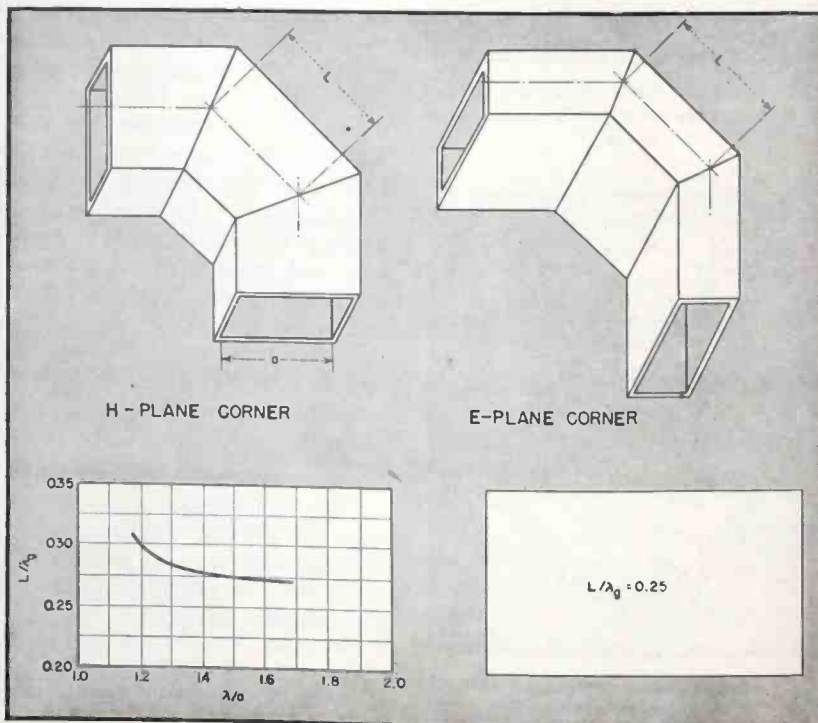 L
L
a
H-PLANE CORNER
E-PLANE CORNER
0.35
0.30
0.25
0.20
L/λg
1.0
1.2
1.4
1.6
1.8
2.0
λ/a
L/λg = 0.25